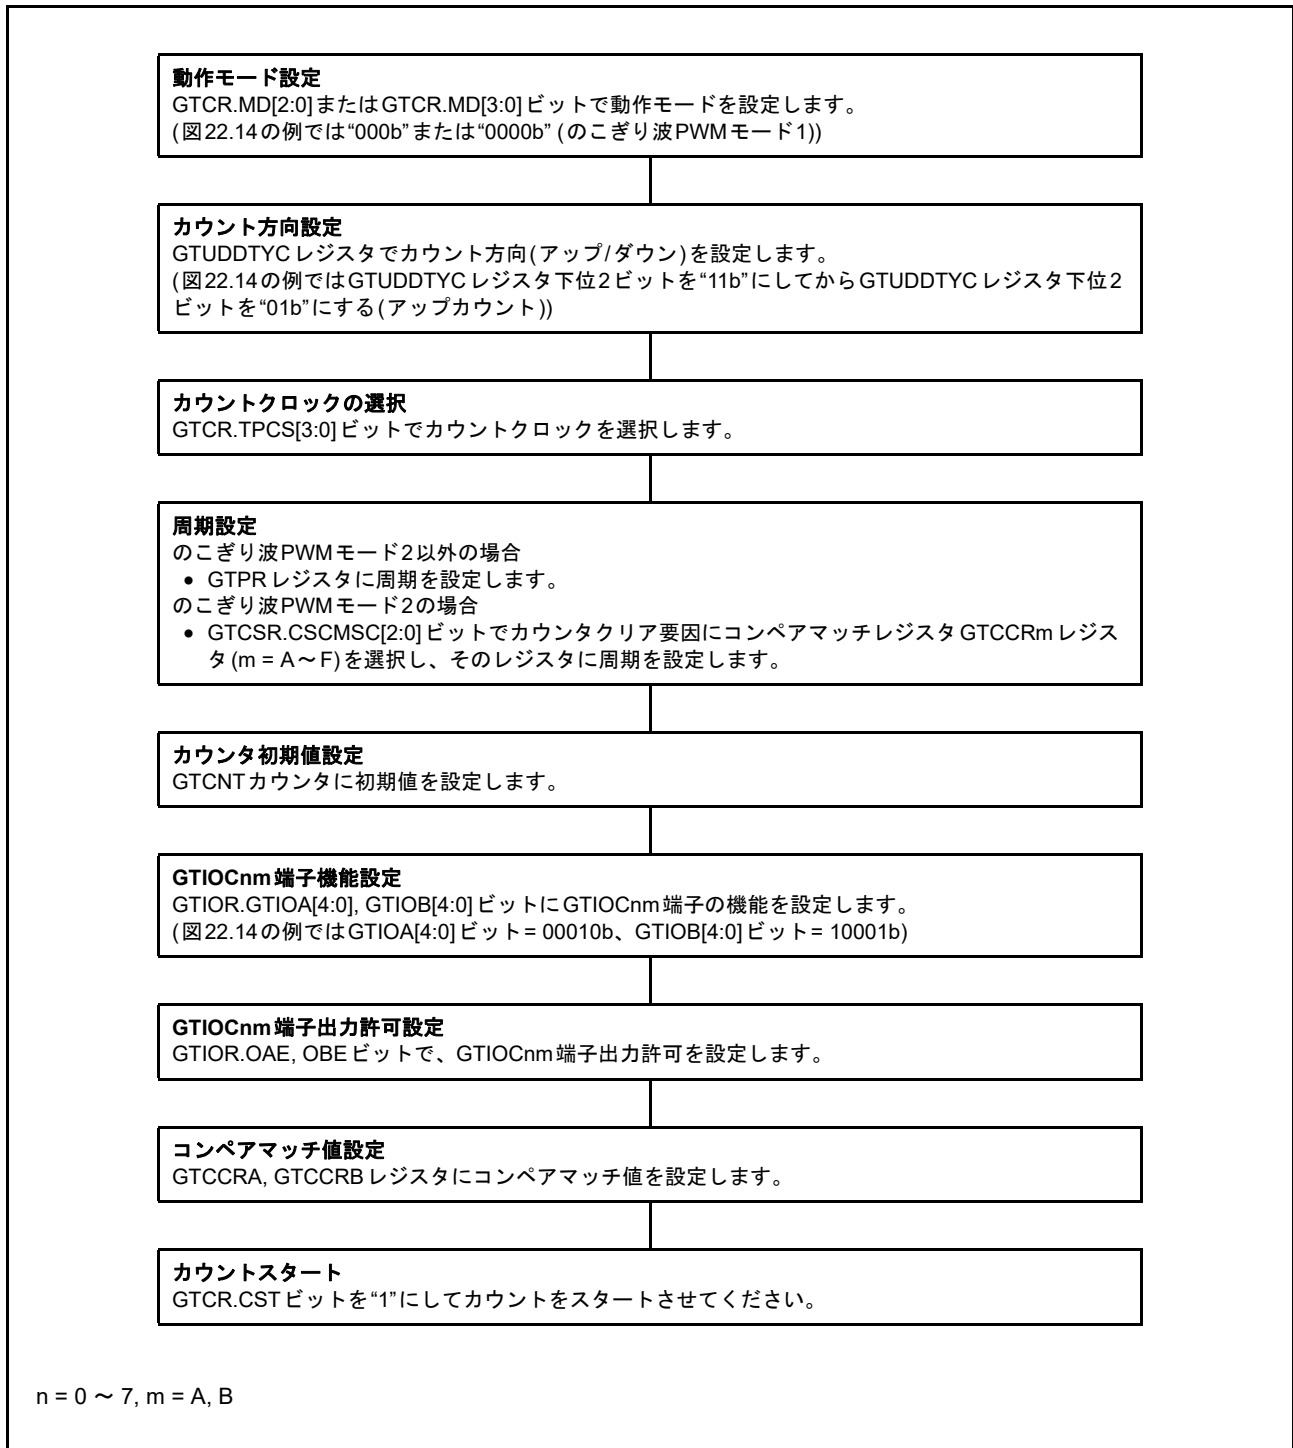 動作モード設定
GTCR.MD[2:0]またはGTCR.MD[3:0]ビットで動作モードを設定します。
(図22.14の例では“000b”または“0000b” (のこぎり波PWMモード1))
カウント方向設定
GTUDDTYCレジスタでカウント方向(アップ/ダウン)を設定します。
(図22.14の例ではGTUDDTYCレジスタ下位2ビットを“11b”にしてからGTUDDTYCレジスタ下位2
ビットを“01b”にする(アップカウント))
カウントクロックの選択
GTCR.TPCS[3:0]ビットでカウントクロックを選択します。
周期設定
のこぎり波PWMモード2以外の場合
• GTPRレジスタに周期を設定します。
のこぎり波PWMモード2の場合
• GTCSR.CSCMSC[2:0]ビットでカウンタクリア要因にコンペアマッチレジスタGTCCRmレジス
タ(m = A～F)を選択し、そのレジスタに周期を設定します。
カウンタ初期値設定
GTCNTカウンタに初期値を設定します。
GTIOCnm端子機能設定
GTIOR.GTIOA[4:0], GTIOB[4:0]ビットにGTIOCnm端子の機能を設定します。
(図22.14の例ではGTIOA[4:0]ビット= 00010b、GTIOB[4:0]ビット= 10001b)
GTIOCnm端子出力許可設定
GTIOR.OAE, OBEビットで、GTIOCnm端子出力許可を設定します。
コンペアマッチ値設定
GTCCRA, GTCCRBレジスタにコンペアマッチ値を設定します。
カウントスタート
GTCR.CSTビットを“1”にしてカウントをスタートさせてください。
n = 0 ～ 7, m = A, B